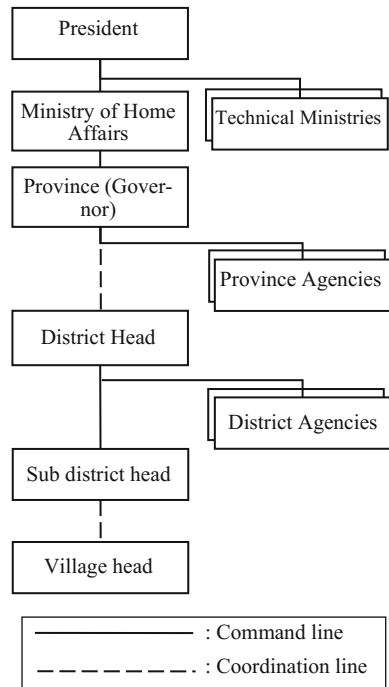 President
Ministry of Home
Affairs
Technical Ministries
Province (Gover-
nor)
Province Agencies
District Head
District Agencies
Sub district head
Village head
: Command line
: Coordination line